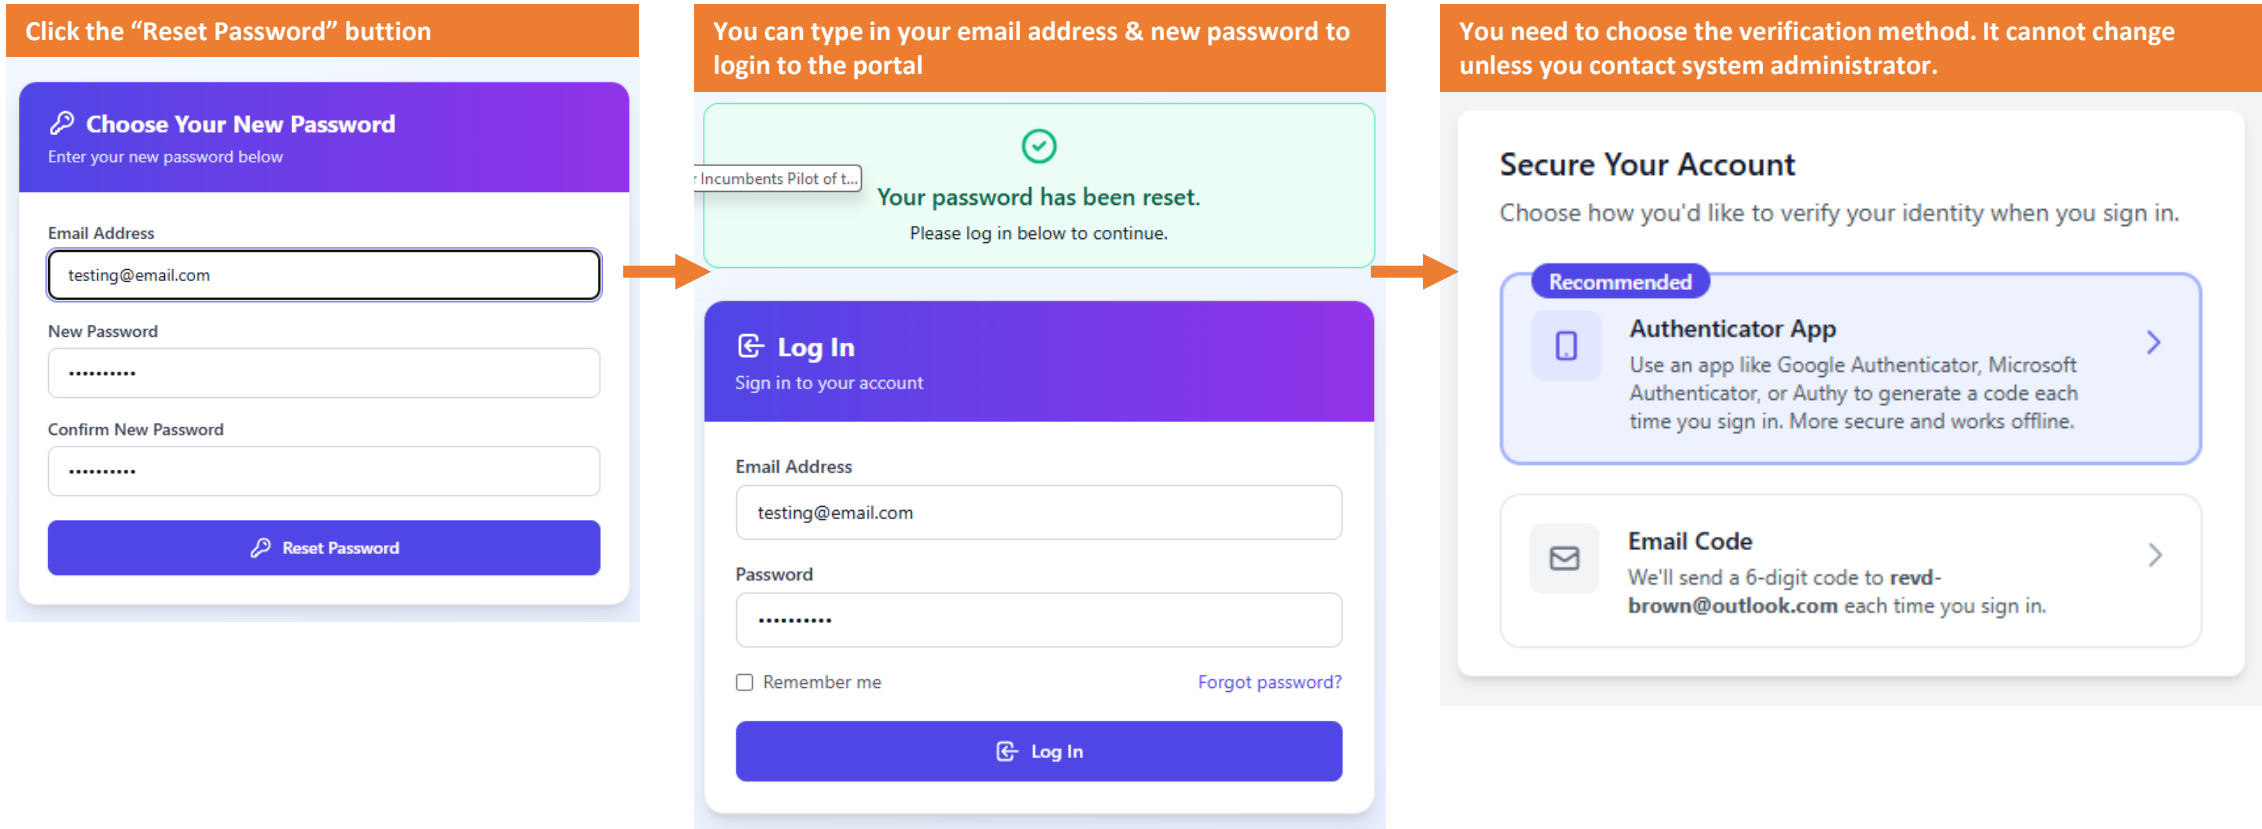 Click the “Reset Password” buttion
Choose Your New Password
Enter your new password below
Email Address
testing@email.com
New Password
••••••••••
Confirm New Password
••••••••••
Reset Password
You can type in your email address & new password to
login to the portal
Incumbents Pilot of t...
Your password has been reset.
Please log in below to continue.
Log In
Sign in to your account
Email Address
testing@email.com
Password
••••••••••
Remember me
Forgot password?
Log In
You need to choose the verification method. It cannot change
unless you contact system administrator.
Secure Your Account
Choose how you'd like to verify your identity when you sign in.
Recommended
Authenticator App
Use an app like Google Authenticator, Microsoft
Authenticator, or Authy to generate a code each
time you sign in. More secure and works offline.
Email Code
We'll send a 6-digit code to revd-
brown@outlook.com each time you sign in.